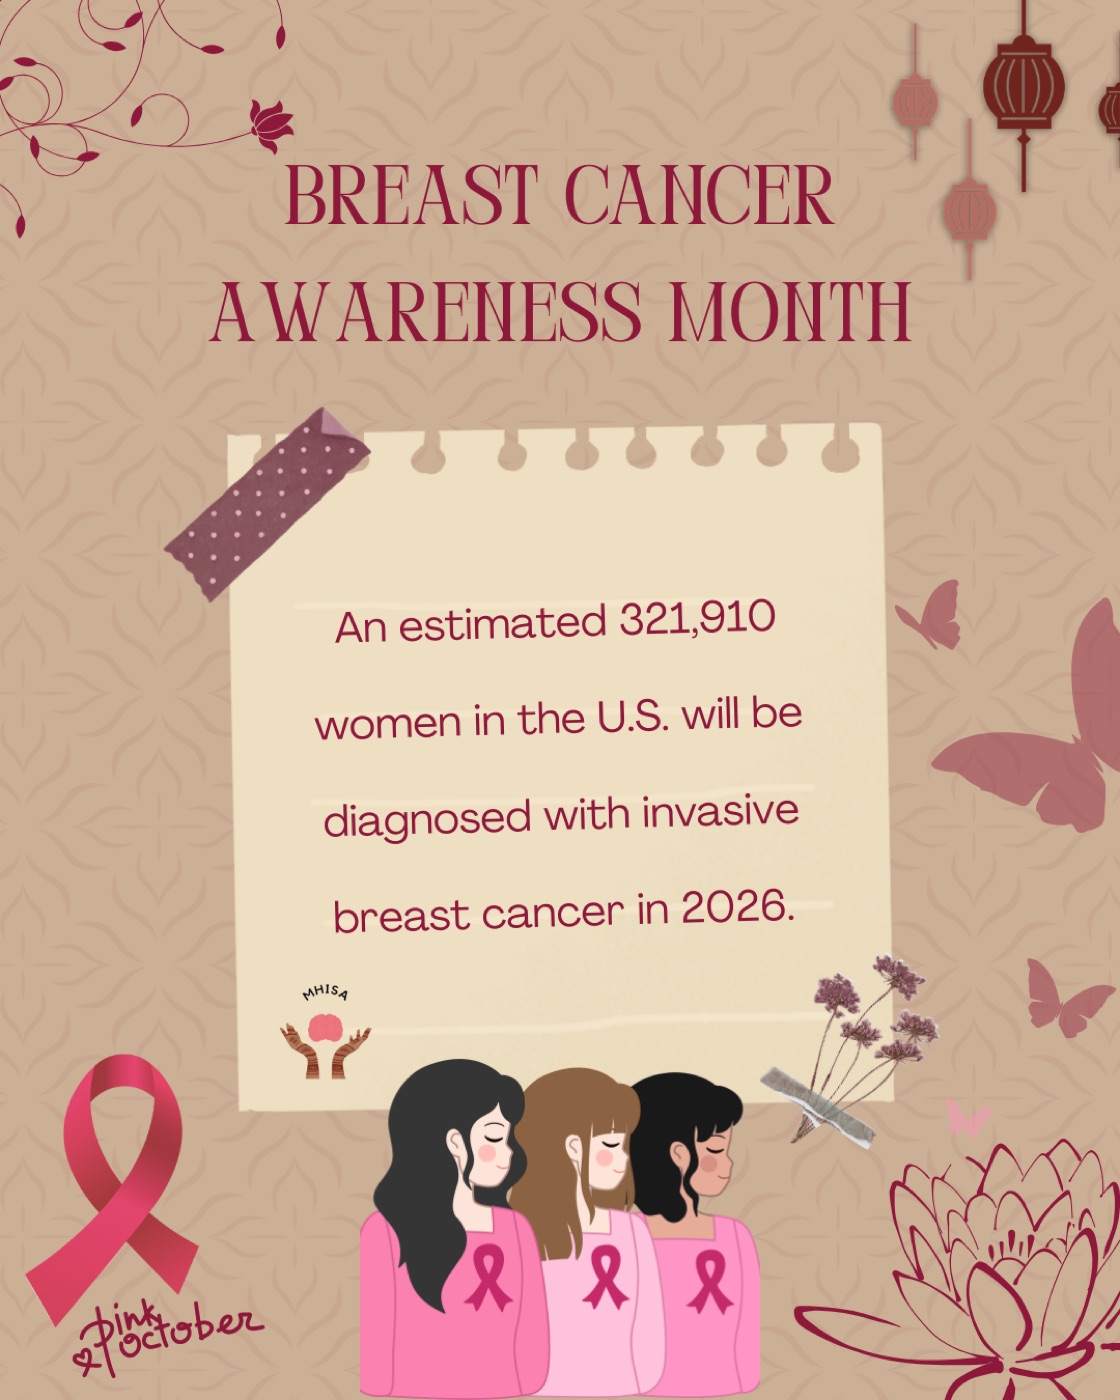 BREAST CANCER
AWARENESS MONTH
An estimated 321,910
women in the U.S. will be
diagnosed with invasive
breast cancer in 2026.
MHISA
pink
october